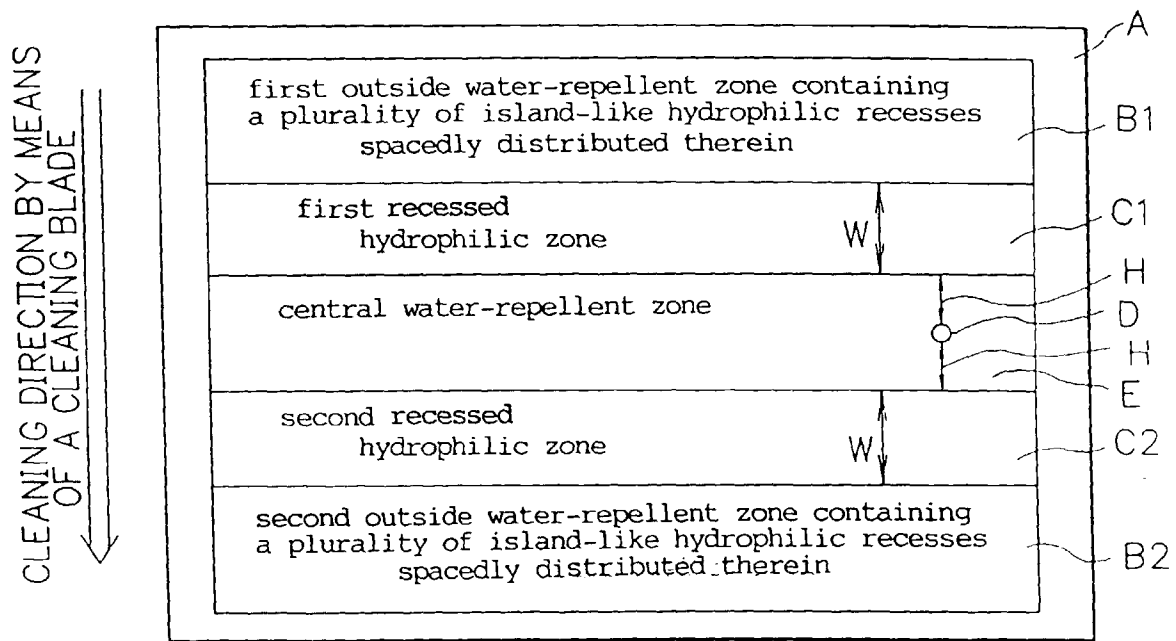 CLEANING DIRECTION BY MEANS
OF A CLEANING BLADE
A
first outside water-repellent zone containing
a plurality of island-like hydrophilic recesses
spacedly distributed therein
B1
first recessed
hydrophilic zone
W
C1
central water-repellent zone
H
D
H
E
second recessed
hydrophilic zone
W
C2
second outside water-repellent zone containing
a plurality of island-like hydrophilic recesses
spacedly distributed therein
B2